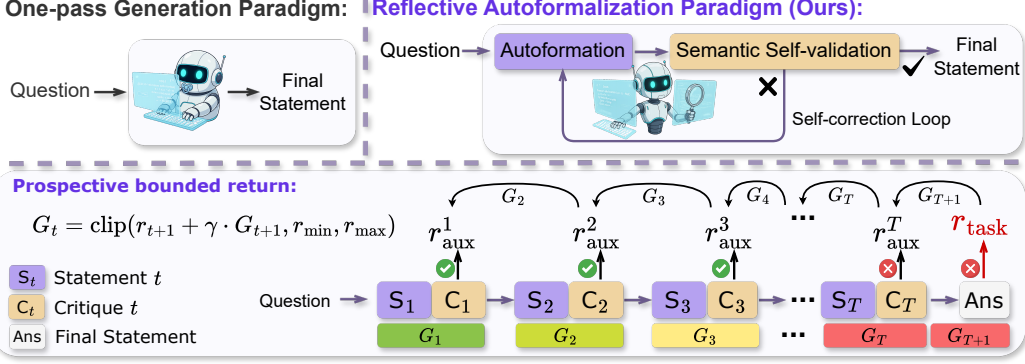 One-pass Generation Paradigm:
Question
Final
Statement
Reflective Autoformalization Paradigm (Ours):
Question
Autoformation
Semantic Self-validation
Final
Statement
Self-correction Loop
Prospective bounded return:
G_t = clip(r_{t+1} + γ · G_{t+1}, r_min, r_max)
S_t Statement t
C_t Critique t
Ans Final Statement
G_2 G_3 G_4 G_T G_{T+1}
r^1_aux r^2_aux r^3_aux ... r^T_aux r_task
Question S_1 C_1 S_2 C_2 S_3 C_3 ... S_T C_T Ans
G_1 G_2 G_3 ... G_T G_{T+1}